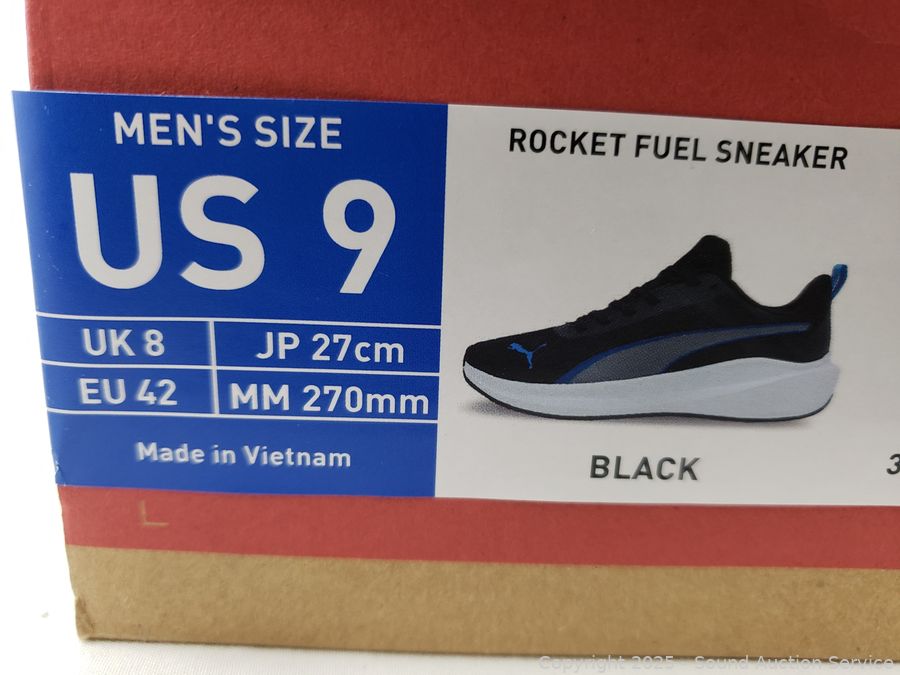 MEN'S SIZE
US 9
UK 8
JP 27cm
EU 42
MM 270mm
Made in Vietnam
ROCKET FUEL SNEAKER
BLACK
3
L
Copyright 2025 - Sound Auction Service